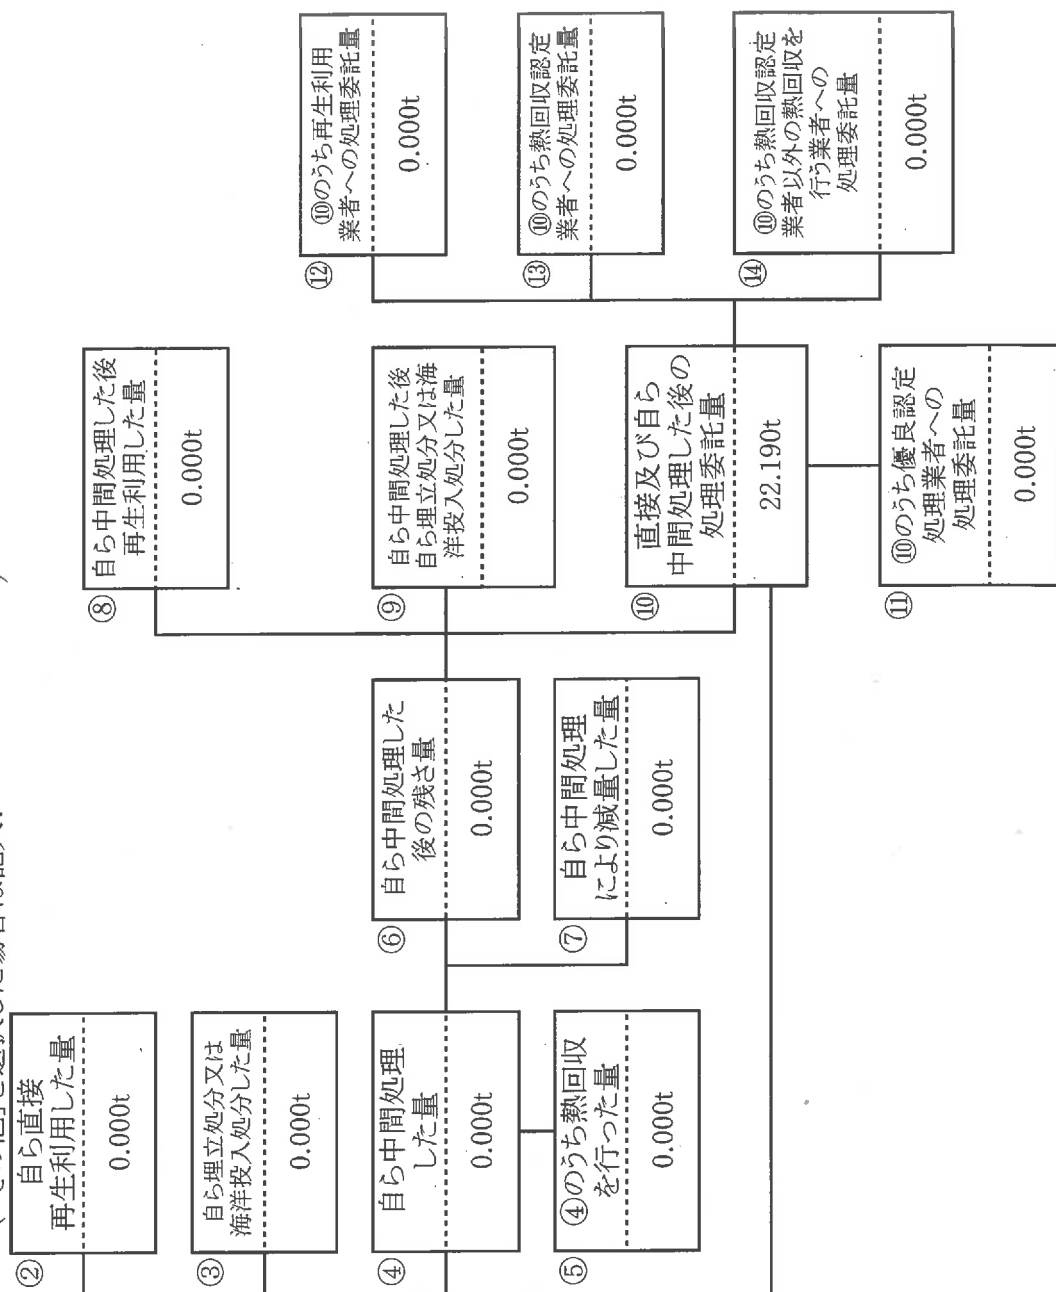 ②
自ら直接
再生利用した量
0.000t
③
自ら埋立処分又は
海洋投入処分した量
0.000t
④
自ら中間処理
した量
0.000t
⑤
④のうち熱回収
を行った量
0.000t
⑥
自ら中間処理した
後の残さ量
0.000t
⑦
自ら中間処理
により減量した量
0.000t
⑧
自ら中間処理した後
再生利用した量
0.000t
⑨
自ら中間処理した後
自ら埋立処分又は海
洋投入処分した量
0.000t
⑩
直接及び自ら
中間処理した後の
処理委託量
22.190t
⑪
⑩のうち優良認定
処理業者への
処理委託量
0.000t
⑫
⑩のうち再生利用
業者への処理委託量
0.000t
⑬
⑩のうち熱回収認定
業者への処理委託量
0.000t
⑭
⑩のうち熱回収認定
業者以外の熱回収を
行う業者への
処理委託量
0.000t